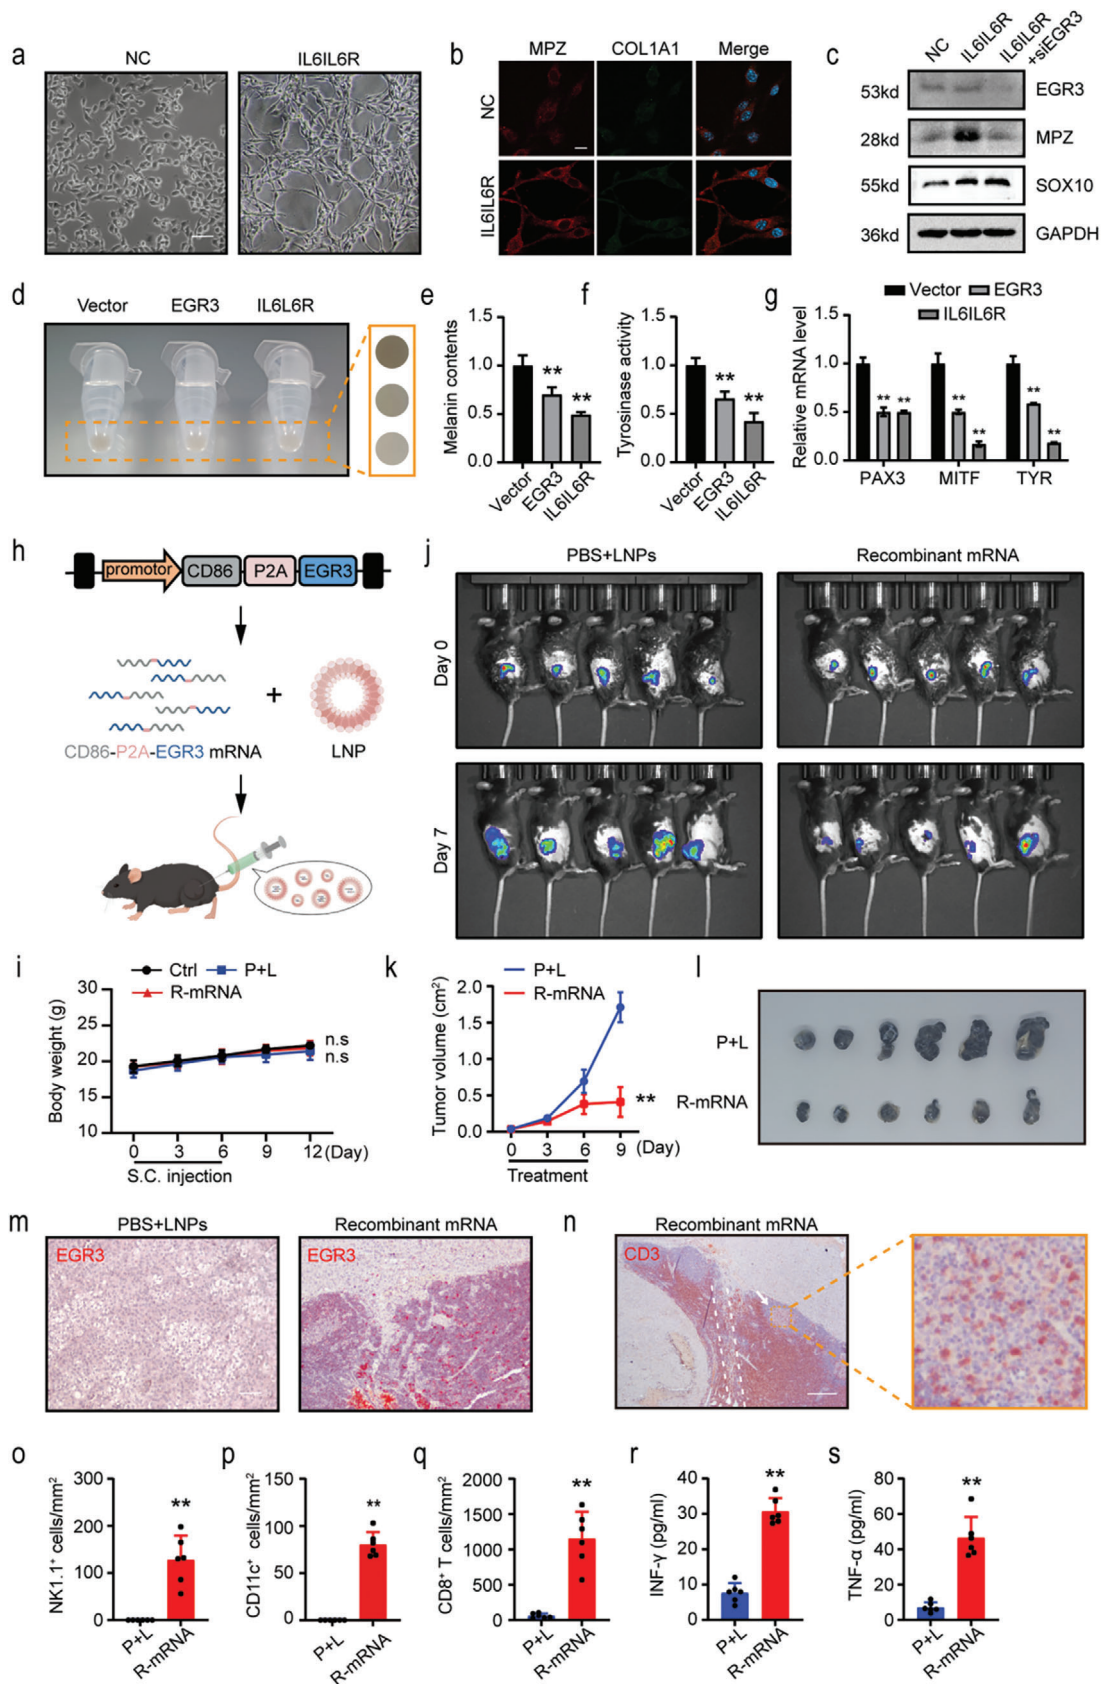 a
NC
IL6IL6R
b
MPZ
COL1A1
Merge
NC
IL6IL6R
c
NC
IL6IL6R
IL6IL6R
+siEGR3
53kd
EGR3
28kd
MPZ
55kd
SOX10
36kd
GAPDH
d
Vector
EGR3
IL6L6R
e
Melanin contents
1.5
1.0
0.5
0.0
**
**
Vector
EGR3
IL6IL6R
f
Tyrosinase activity
1.5
1.0
0.5
0.0
**
**
Vector
EGR3
IL6IL6R
g
Vector
EGR3
IL6IL6R
Relative mRNA level
1.5
1.0
0.5
0.0
** **
**
**
**
**
PAX3
MITF
TYR
h
promotor
CD86
P2A
EGR3
+
CD86-P2A-EGR3 mRNA
LNP
j
PBS+LNPs
Recombinant mRNA
Day 0
Day 7
i
Ctrl
P+L
R-mRNA
Body weight (g)
30
25
20
15
10
n.s
n.s
0 3 6 9 12 (Day)
S.C. injection
k
P+L
R-mRNA
Tumor volume (cm²)
2.0
1.5
1.0
0.5
0.0
**
0 3 6 9 (Day)
Treatment
l
P+L
R-mRNA
m
PBS+LNPs
Recombinant mRNA
EGR3
EGR3
n
Recombinant mRNA
CD3
o
NK1.1⁺ cells/mm²
300
200
100
0
**
P+L
R-mRNA
p
CD11c⁺ cells/mm²
150
100
50
0
**
P+L
R-mRNA
q
CD8⁺ T cells/mm²
2000
1500
1000
500
0
**
P+L
R-mRNA
r
INF-γ (pg/ml)
40
30
20
10
0
**
P+L
R-mRNA
s
TNF-α (pg/ml)
80
60
40
20
0
**
P+L
R-mRNA